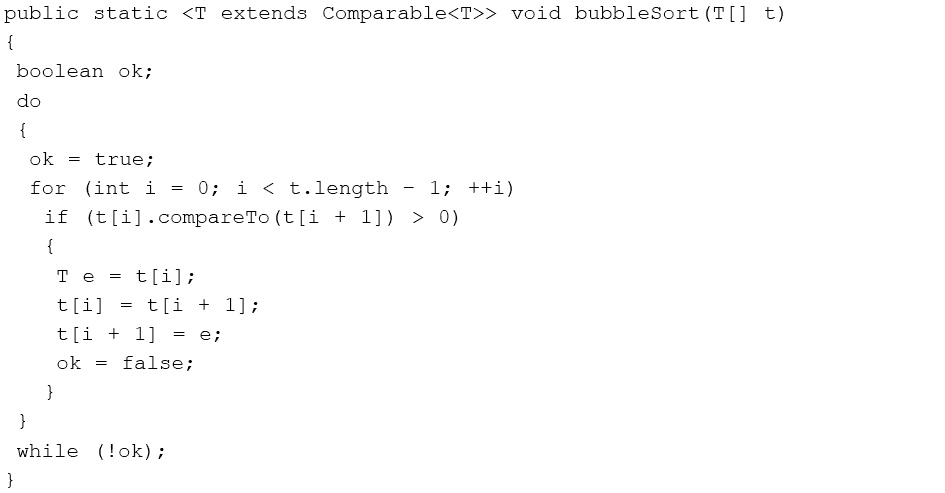 public static <T extends Comparable<T>> void bubbleSort(T[] t)
{
 boolean ok;
 do
 {
  ok = true;
  for (int i = 0; i < t.length - 1; ++i)
   if (t[i].compareTo(t[i + 1]) > 0)
   {
    T e = t[i];
    t[i] = t[i + 1];
    t[i + 1] = e;
    ok = false;
   }
 }
 while (!ok);
}